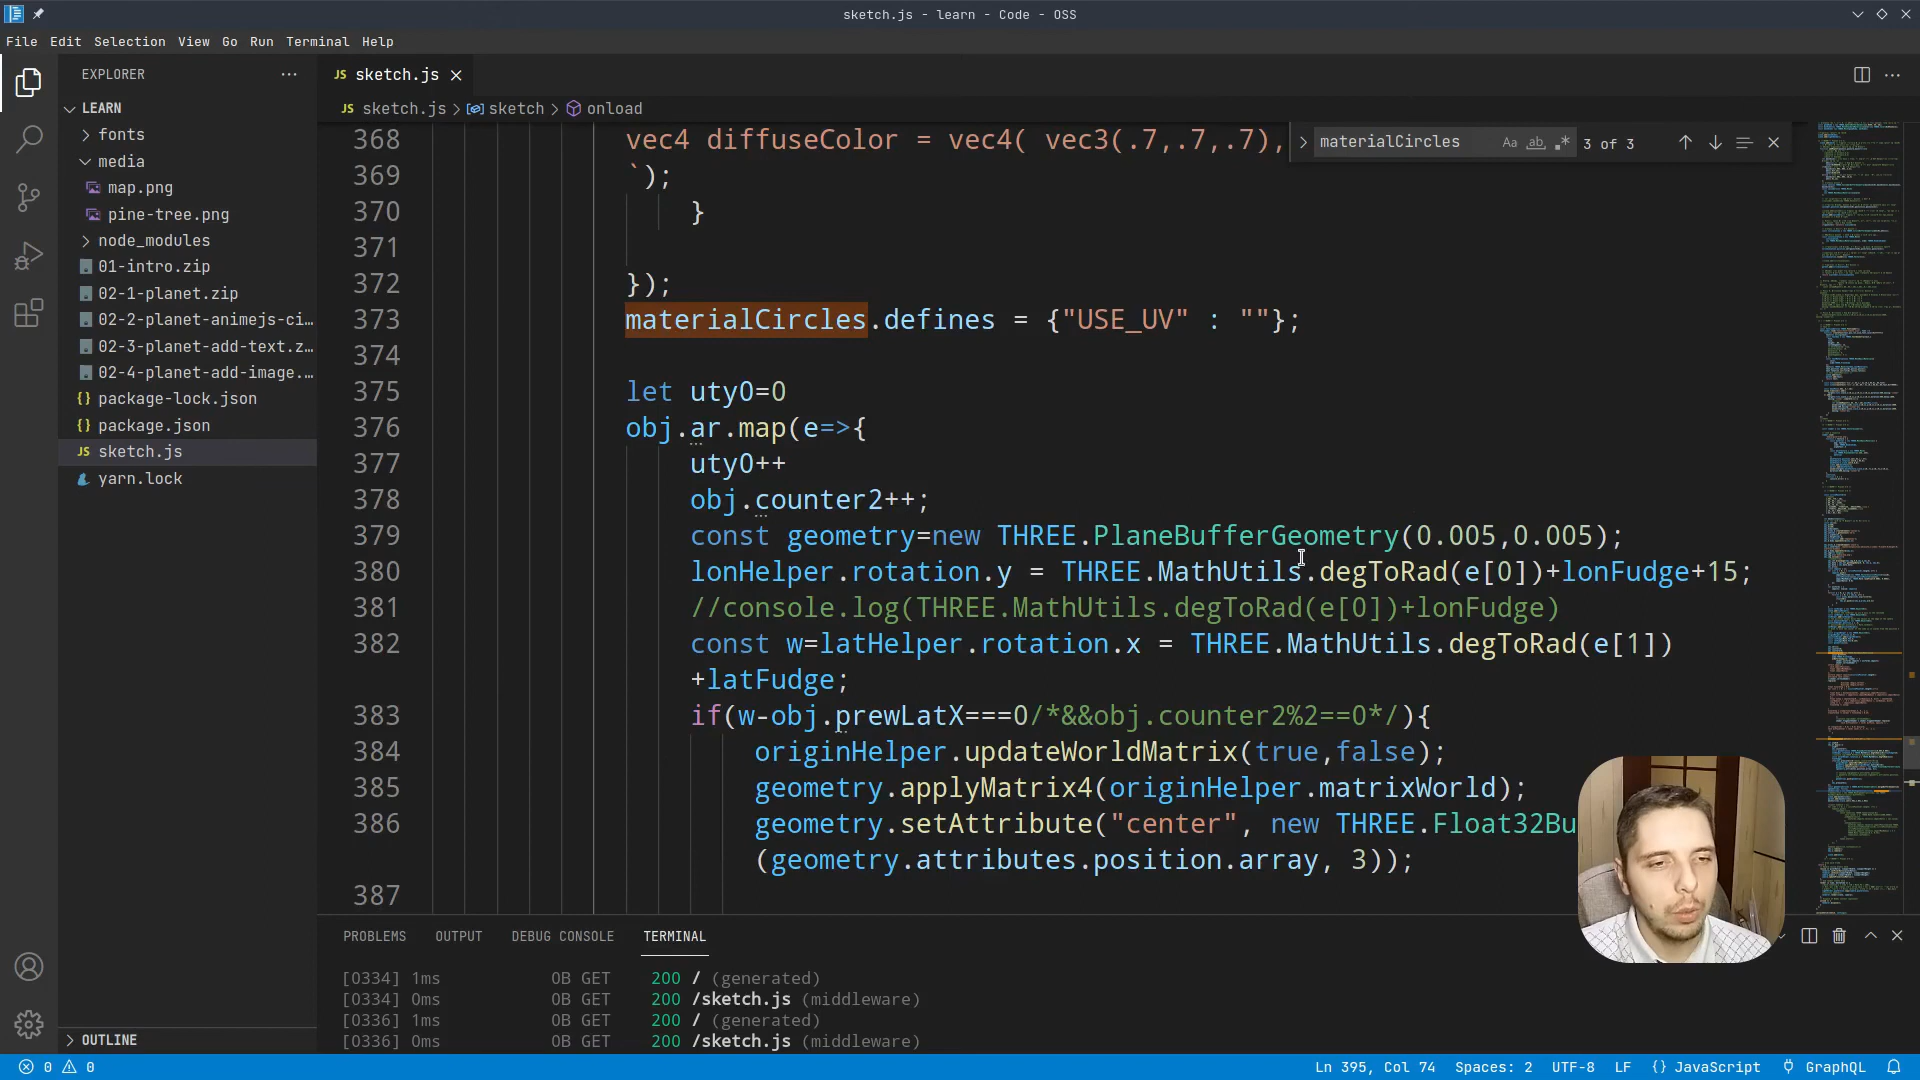 sketch.js - learn - Code - OSS
File Edit Selection View Go Run Terminal Help
EXPLORER
LEARN
fonts
media
map.png
pine-tree.png
node_modules
01-intro.zip
02-1-planet.zip
02-2-planet-animejs-ci...
02-3-planet-add-text.z...
02-4-planet-add-image....
package-lock.json
package.json
JS sketch.js
yarn.lock
OUTLINE
JS sketch.js
JS sketch.js > sketch > onload
materialCircles Aa ab .* 3 of 3
368 vec4 diffuseColor = vec4( vec3(.7,.7,.7),
369 `);
370 }
371
372 });
373 materialCircles.defines = {"USE_UV" : ""};
374
375 let uty0=0
376 obj.ar.map(e=>{
377 uty0++
378 obj.counter2++;
379 const geometry=new THREE.PlaneBufferGeometry(0.005,0.005);
380 lonHelper.rotation.y = THREE.MathUtils.degToRad(e[0])+lonFudge+15;
381 //console.log(THREE.MathUtils.degToRad(e[0])+lonFudge)
382 const w=latHelper.rotation.x = THREE.MathUtils.degToRad(e[1])
+latFudge;
383 if(w-obj.prewLatX===0/*&&obj.counter2%2==0*/){
384 originHelper.updateWorldMatrix(true,false);
385 geometry.applyMatrix4(originHelper.matrixWorld);
386 geometry.setAttribute("center", new THREE.Float32Bu
(geometry.attributes.position.array, 3));
387
PROBLEMS OUTPUT DEBUG CONSOLE TERMINAL
[0334] 1ms 0B GET 200 / (generated)
[0334] 0ms 0B GET 200 /sketch.js (middleware)
[0336] 1ms 0B GET 200 / (generated)
[0336] 0ms 0B GET 200 /sketch.js (middleware)
0 0 Ln 395, Col 74 Spaces: 2 UTF-8 LF {} JavaScript GraphQL